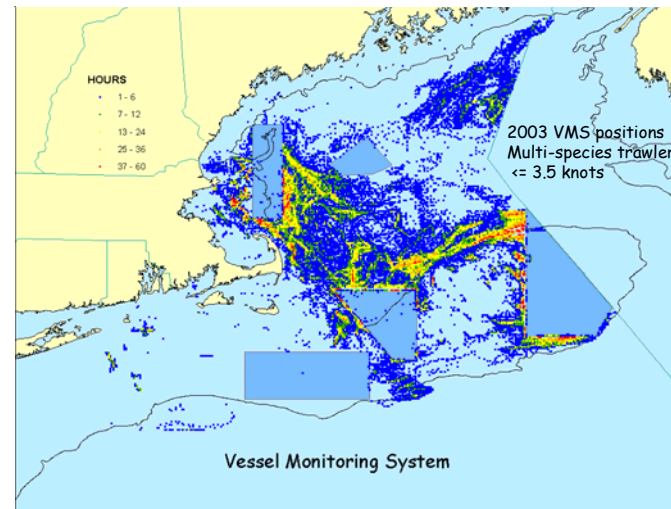 HOURS
1 - 6
7 - 12
13 - 24
25 - 36
37 - 60
2003 VMS positions
Multi-species trawler
<= 3.5 knots
Vessel Monitoring System